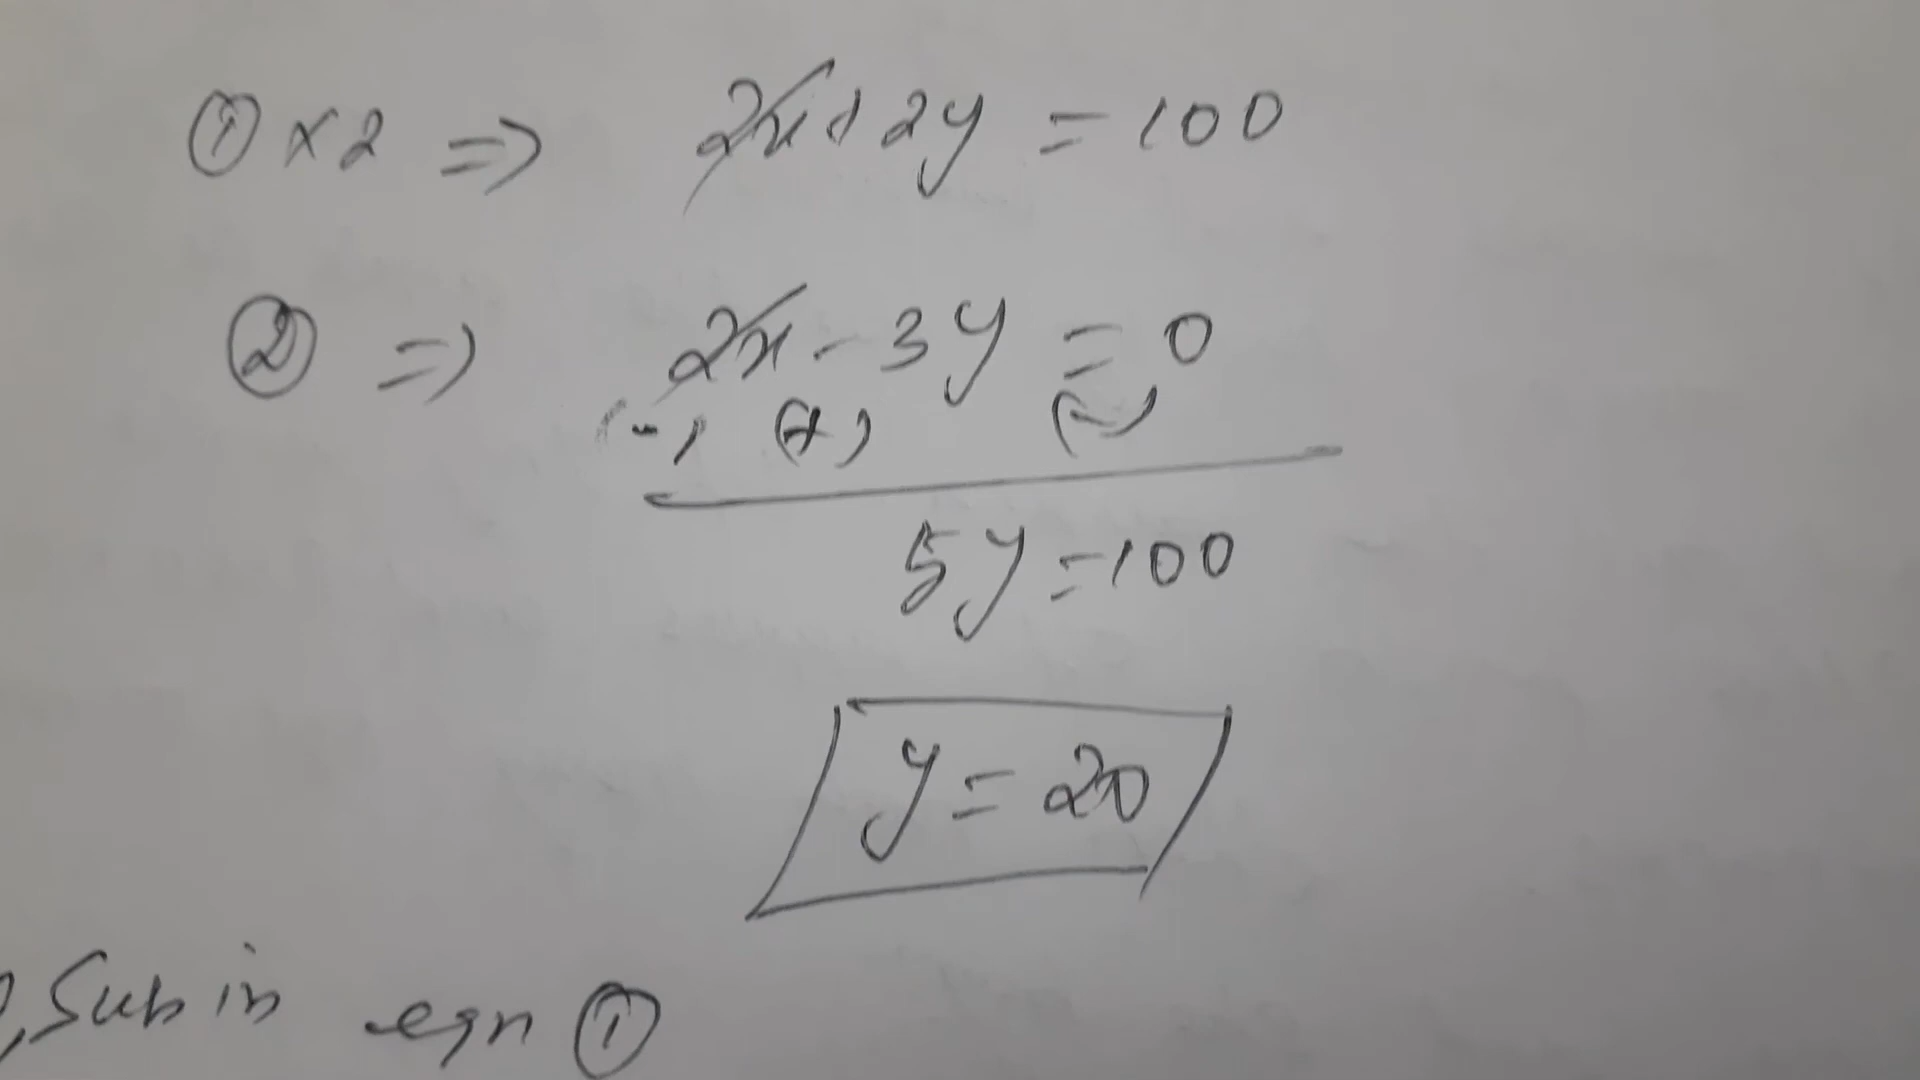 ① × 2 ⇒ 2x + 2y = 100
② ⇒ 2x - 3y = 0
(-) (+) (-)
5y = 100
y = 20
, Sub in eqn ①